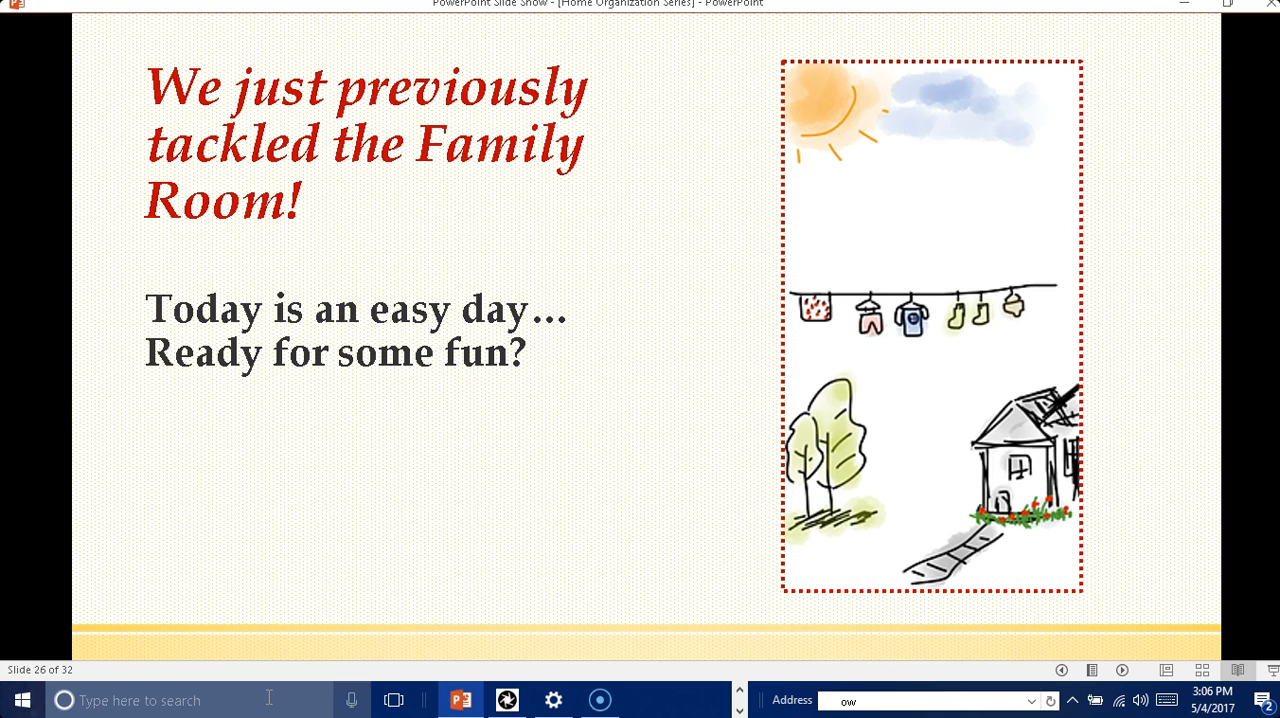 PowerPoint Slide Show - [Home Organization Series] - PowerPoint
We just previously
tackled the Family
Room!
Today is an easy day...
Ready for some fun?
Slide 26 of 32
Type here to search
Address
ow
3:06 PM
5/4/2017
2